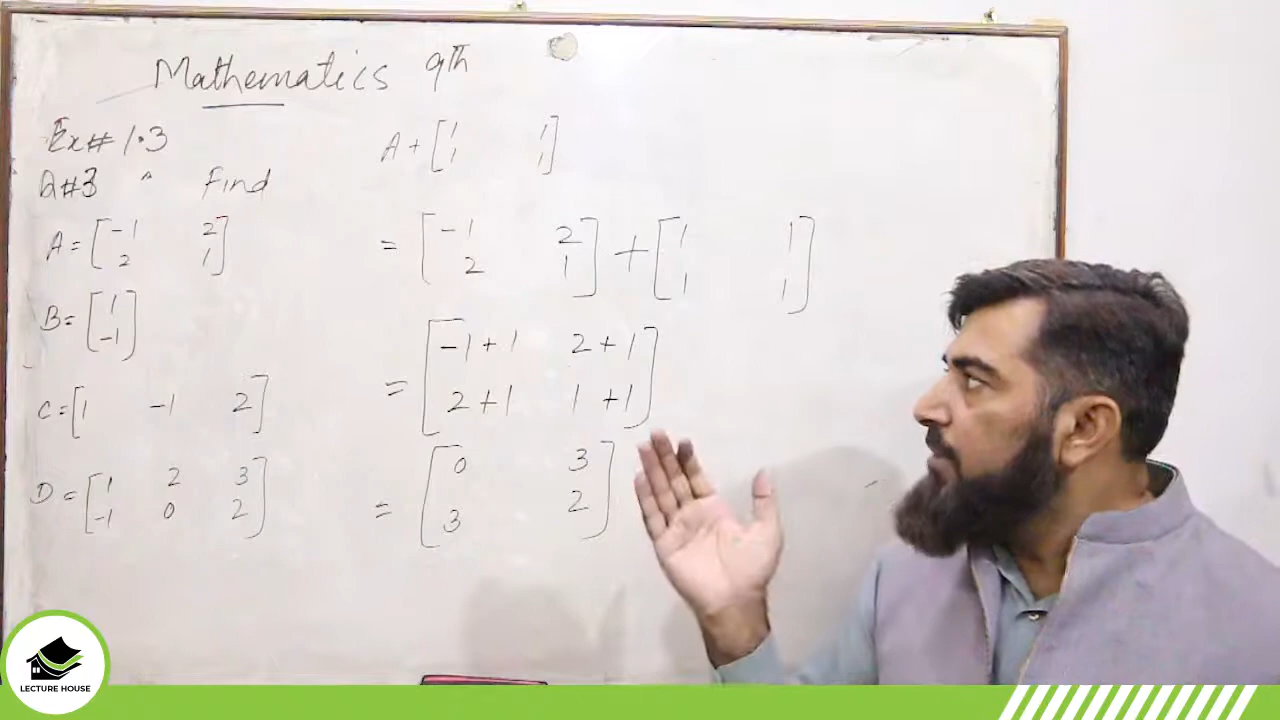 Mathematics 9th
Ex# 1.3
Q#3 Find
A = [-1 2
2 1]
B = [1
-1]
C = [1 -1 2]
D = [1 2 3
-1 0 2]
A + [1 1
1 1]
= [-1 2
2 1] + [1 1
1 1]
= [-1+1 2+1
2+1 1+1]
= [0 3
3 2]
LECTURE HOUSE